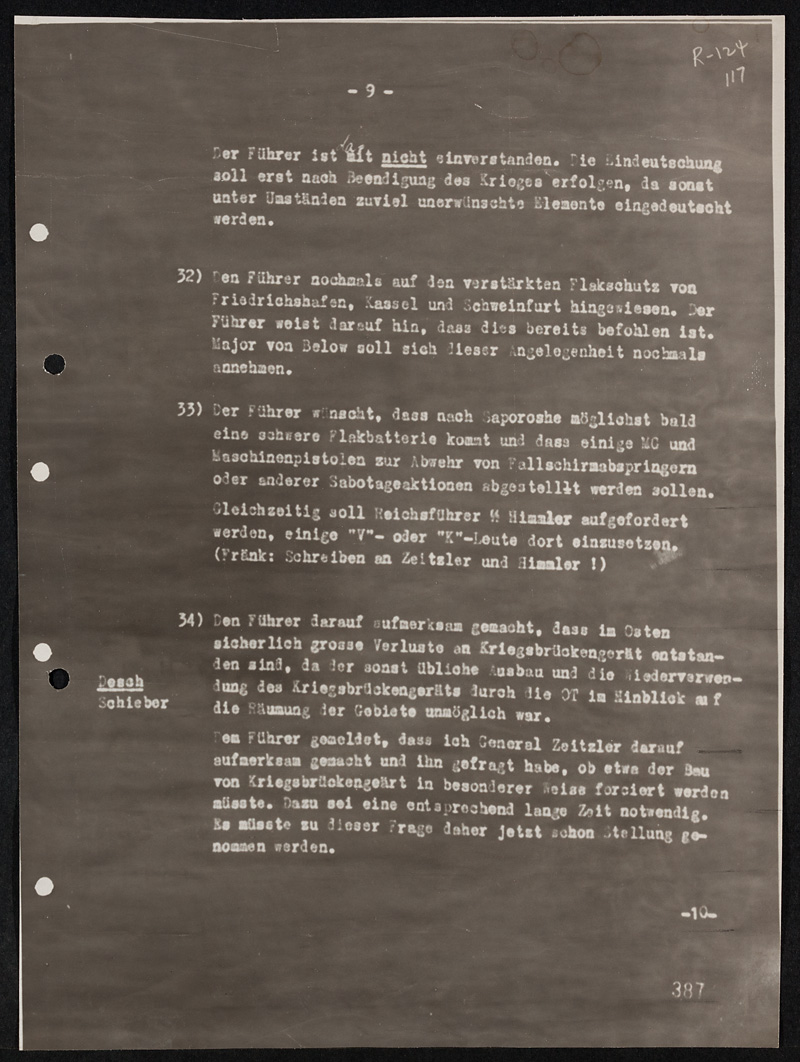 R-124
117
- 9 -
Der Führer ist mit nicht einverstanden. Die Eindeutschung
soll erst nach Beendigung des Krieges erfolgen, da sonst
unter Umständen zuviel unerwünschte Elemente eingedeutscht
werden.
32) Den Führer nochmals auf den verstärkten Flakschutz von
Friedrichshafen, Kassel und Schweinfurt hingewiesen. Der
Führer weist darauf hin, dass dies bereits befohlen ist.
Major von Below soll sich dieser Angelegenheit nochmals
annehmen.
33) Der Führer wünscht, dass nach Saporoshe möglichst bald
eine schwere Flakbatterie kommt und dass einige MG und
Maschinenpistolen zur Abwehr von Fallschirmabspringern
oder anderer Sabotageaktionen abgestellt werden sollen.
Gleichzeitig soll Reichsführer ᛋᛋ Himmler aufgefordert
werden, einige "V"- oder "K"-Leute dort einzusetzen.
(Fränk: Schreiben an Zeitzler und Himmler !)
34) Den Führer darauf aufmerksam gemacht, dass im Osten
sicherlich grosse Verluste an Kriegsbrückengerät entstan-
den sind, da der sonst übliche Ausbau und die Wiederverwen-
Desch
dung des Kriegsbrückengeräts durch die OT im Hinblick auf
Schieber
die Räumung der Gebiete unmöglich war.
Dem Führer gemeldet, dass ich General Zeitzler darauf
aufmerksam gemacht und ihn gefragt habe, ob etwa der Bau
von Kriegsbrückengeärt in besonderer Weise forciert werden
müsste. Dazu sei eine entsprechend lange Zeit notwendig.
Es müsste zu dieser Frage daher jetzt schon Stellung ge-
nommen werden.
-10-
387